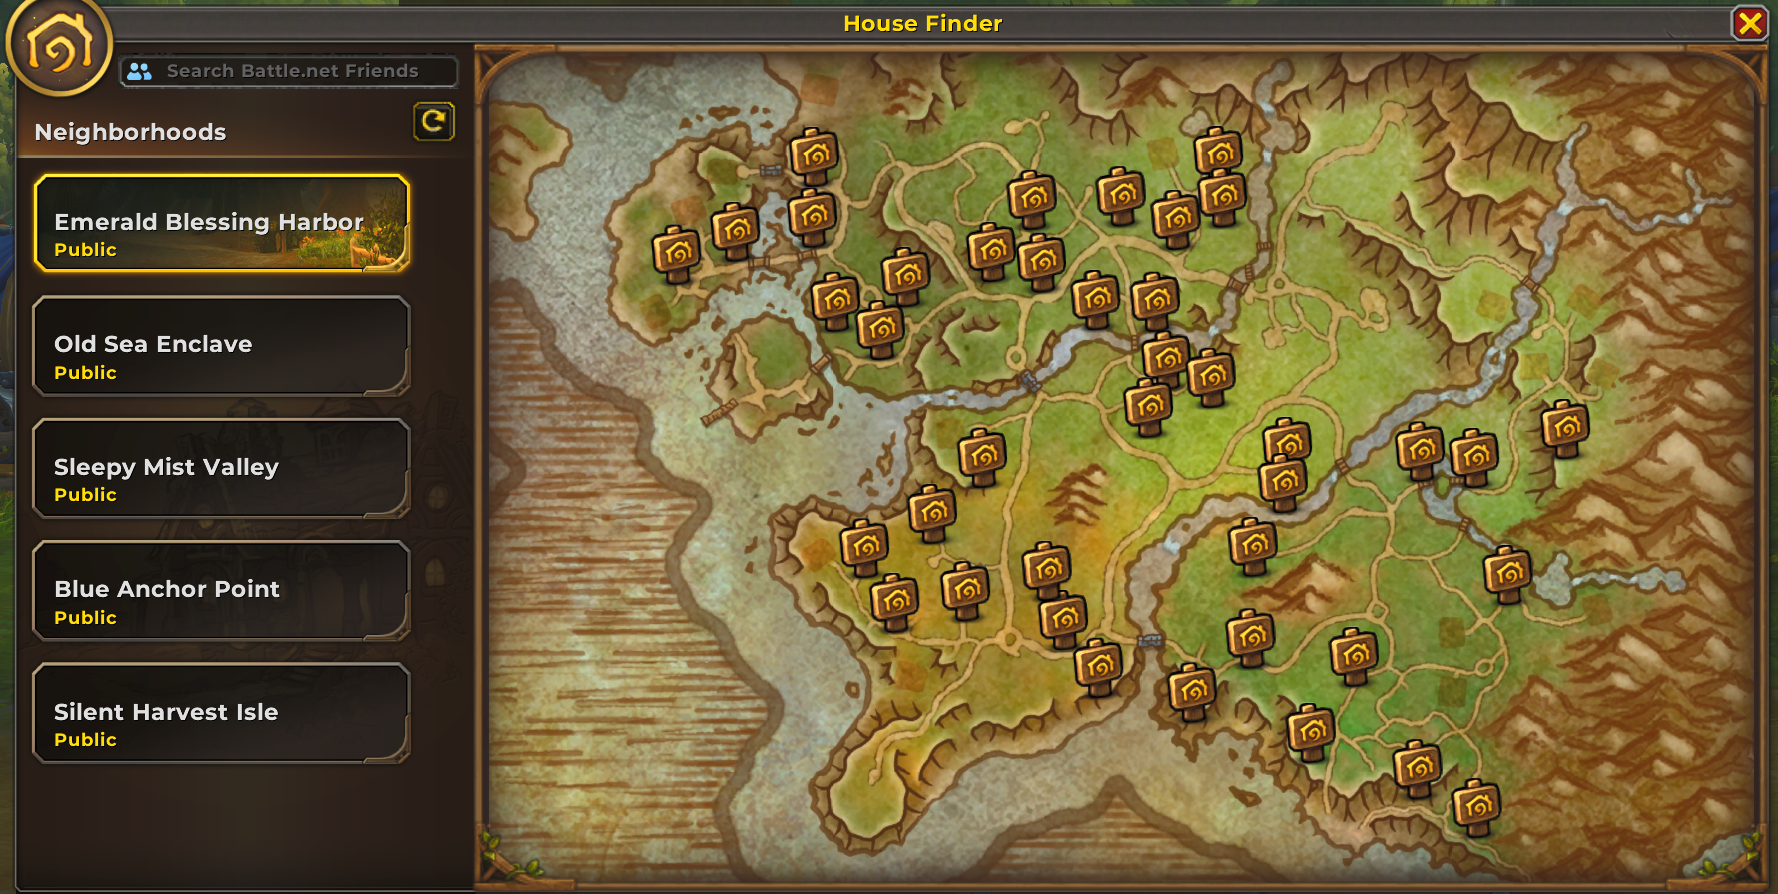 House Finder
Search Battle.net Friends
Neighborhoods
Emerald Blessing Harbor
Public
Old Sea Enclave
Public
Sleepy Mist Valley
Public
Blue Anchor Point
Public
Silent Harvest Isle
Public